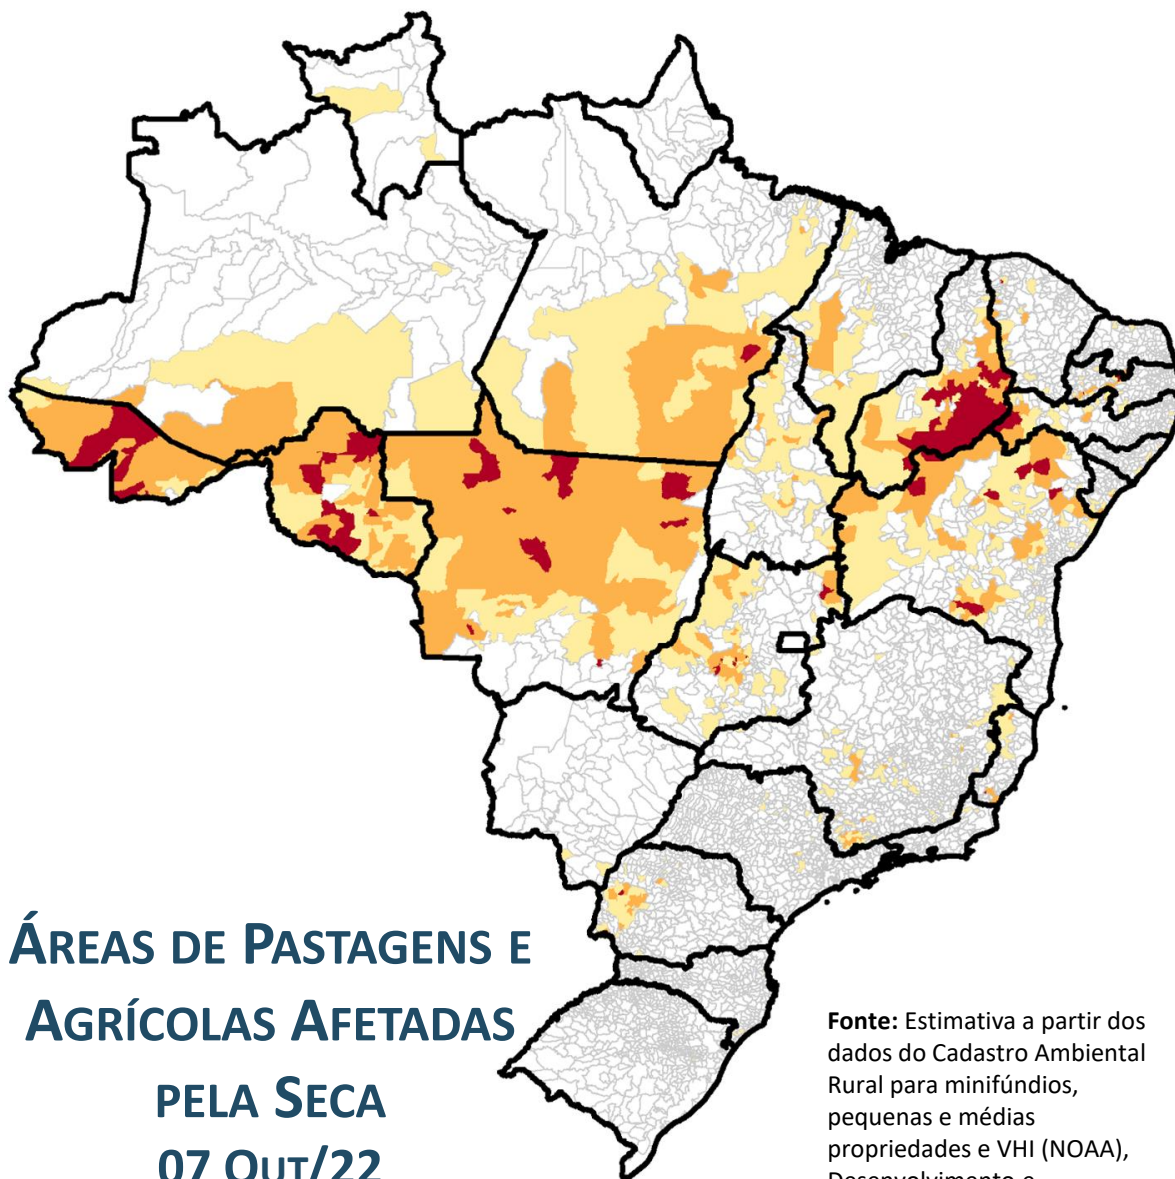 ÁREAS DE PASTAGENS E
AGRÍCOLAS AFETADAS
PELA SECA
07 OUT/22
Fonte: Estimativa a partir dos
dados do Cadastro Ambiental
Rural para minifúndios,
pequenas e médias
propriedades e VHI (NOAA),
Desenvolvimento e